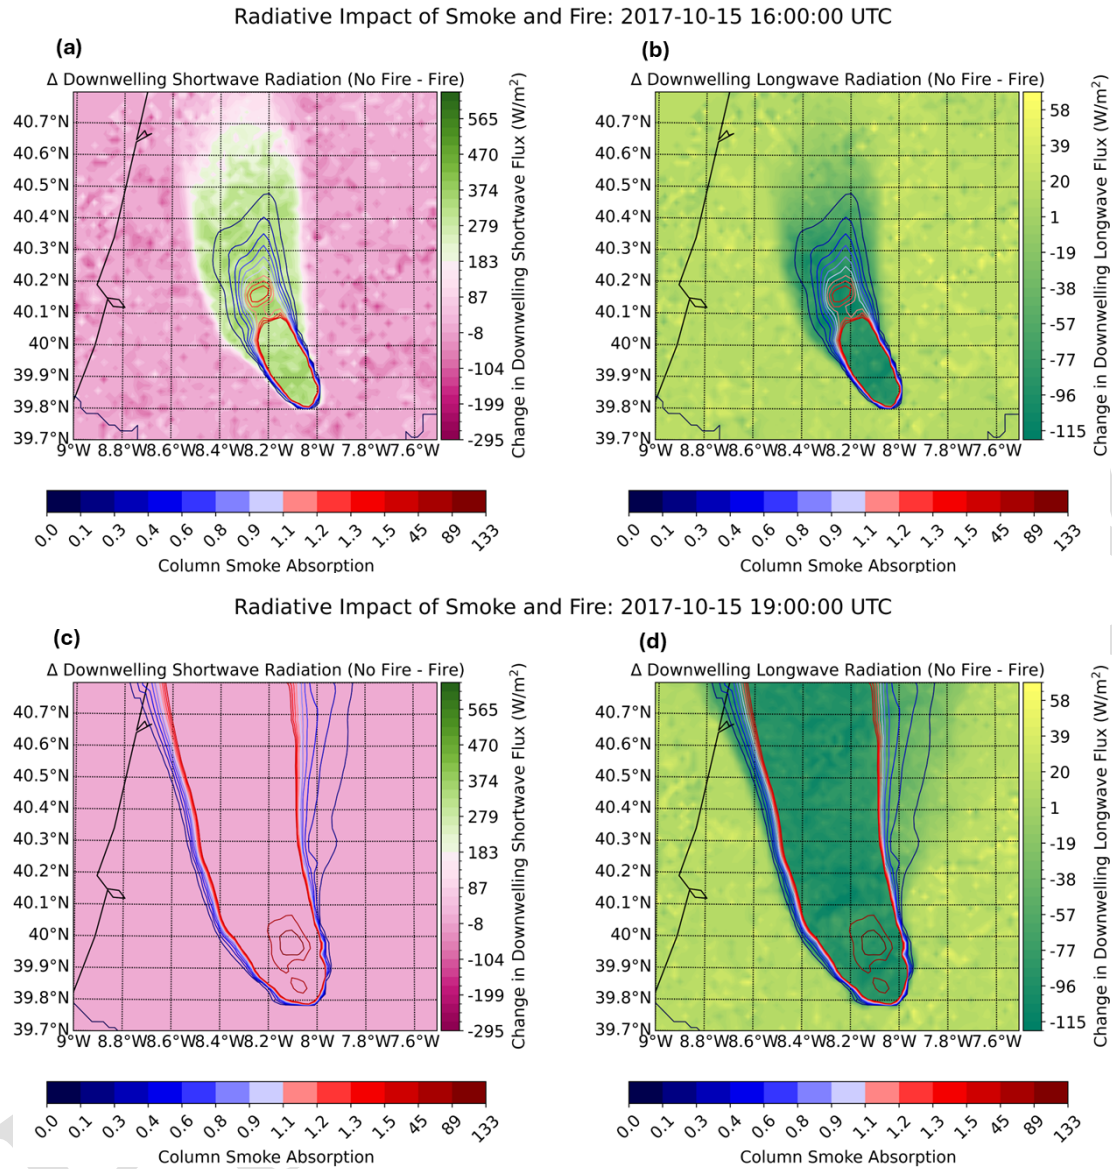 Radiative Impact of Smoke and Fire: 2017-10-15 16:00:00 UTC
(a)
Δ Downwelling Shortwave Radiation (No Fire - Fire)
40.7°N
40.6°N
40.5°N
40.4°N
40.3°N
40.2°N
40.1°N
40°N
39.9°N
39.8°N
39.7°N
9°W 8.8°W 8.6°W 8.4°W 8.2°W 8°W 7.8°W 7.6°W
565
470
374
279
183
87
-8
-104
-199
-295
Change in Downwelling Shortwave Flux (W/m²)
0.0 0.1 0.3 0.4 0.6 0.8 0.9 1.1 1.2 1.3 1.5 45 89 133
Column Smoke Absorption
(b)
Δ Downwelling Longwave Radiation (No Fire - Fire)
40.7°N
40.6°N
40.5°N
40.4°N
40.3°N
40.2°N
40.1°N
40°N
39.9°N
39.8°N
39.7°N
9°W 8.8°W 8.6°W 8.4°W 8.2°W 8°W 7.8°W 7.6°W
58
39
20
1
-19
-38
-57
-77
-96
-115
Change in Downwelling Longwave Flux (W/m²)
0.0 0.1 0.3 0.4 0.6 0.8 0.9 1.1 1.2 1.3 1.5 45 89 133
Column Smoke Absorption
Radiative Impact of Smoke and Fire: 2017-10-15 19:00:00 UTC
(c)
Δ Downwelling Shortwave Radiation (No Fire - Fire)
40.7°N
40.6°N
40.5°N
40.4°N
40.3°N
40.2°N
40.1°N
40°N
39.9°N
39.8°N
39.7°N
9°W 8.8°W 8.6°W 8.4°W 8.2°W 8°W 7.8°W 7.6°W
565
470
374
279
183
87
-8
-104
-199
-295
Change in Downwelling Shortwave Flux (W/m²)
0.0 0.1 0.3 0.4 0.6 0.8 0.9 1.1 1.2 1.3 1.5 45 89 133
Column Smoke Absorption
(d)
Δ Downwelling Longwave Radiation (No Fire - Fire)
40.7°N
40.6°N
40.5°N
40.4°N
40.3°N
40.2°N
40.1°N
40°N
39.9°N
39.8°N
39.7°N
9°W 8.8°W 8.6°W 8.4°W 8.2°W 8°W 7.8°W 7.6°W
58
39
20
1
-19
-38
-57
-77
-96
-115
Change in Downwelling Longwave Flux (W/m²)
0.0 0.1 0.3 0.4 0.6 0.8 0.9 1.1 1.2 1.3 1.5 45 89 133
Column Smoke Absorption